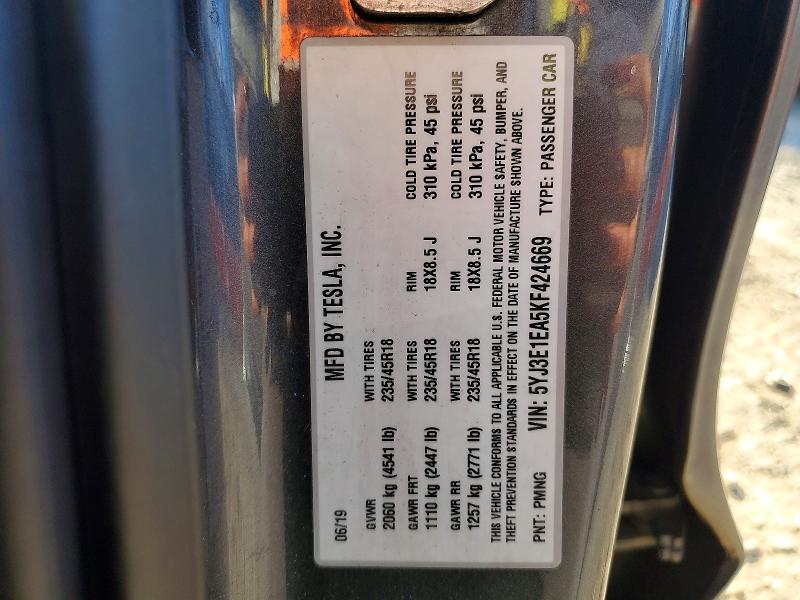 MFD BY TESLA, INC.
06/19
GVWR WITH TIRES RIM COLD TIRE PRESSURE
2060 kg (4541 lb) 235/45R18 18X8.5 J 310 kPa, 45 psi
GAWR FRT WITH TIRES
1110 kg (2447 lb) 235/45R18
GAWR RR WITH TIRES RIM COLD TIRE PRESSURE
1257 kg (2771 lb) 235/45R18 18X8.5 J 310 kPa, 45 psi
THIS VEHICLE CONFORMS TO ALL APPLICABLE U.S. FEDERAL MOTOR VEHICLE SAFETY, BUMPER, AND
THEFT PREVENTION STANDARDS IN EFFECT ON THE DATE OF MANUFACTURE SHOWN ABOVE.
PNT: PMNG VIN: 5YJ3E1EA5KF424669 TYPE: PASSENGER CAR